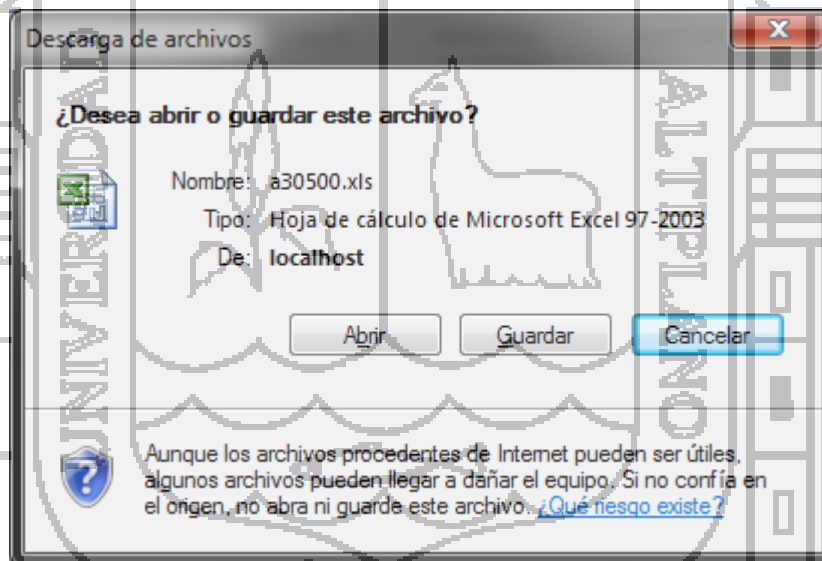 Descarga de archivos
¿Desea abrir o guardar este archivo?
Nombre: a30500.xls
Tipo: Hoja de cálculo de Microsoft Excel 97-2003
De: localhost
Abrir
Guardar
Cancelar
Aunque los archivos procedentes de Internet pueden ser útiles,
algunos archivos pueden llegar a dañar el equipo. Si no confía en
el origen, no abra ni guarde este archivo. ¿Qué riesgo existe?
UNIVERSIDAD
ALTIPLANO